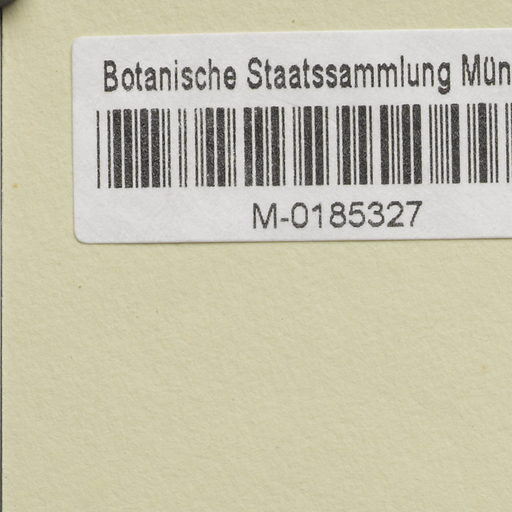 Botanische Staatssammlung Mün
M-0185327